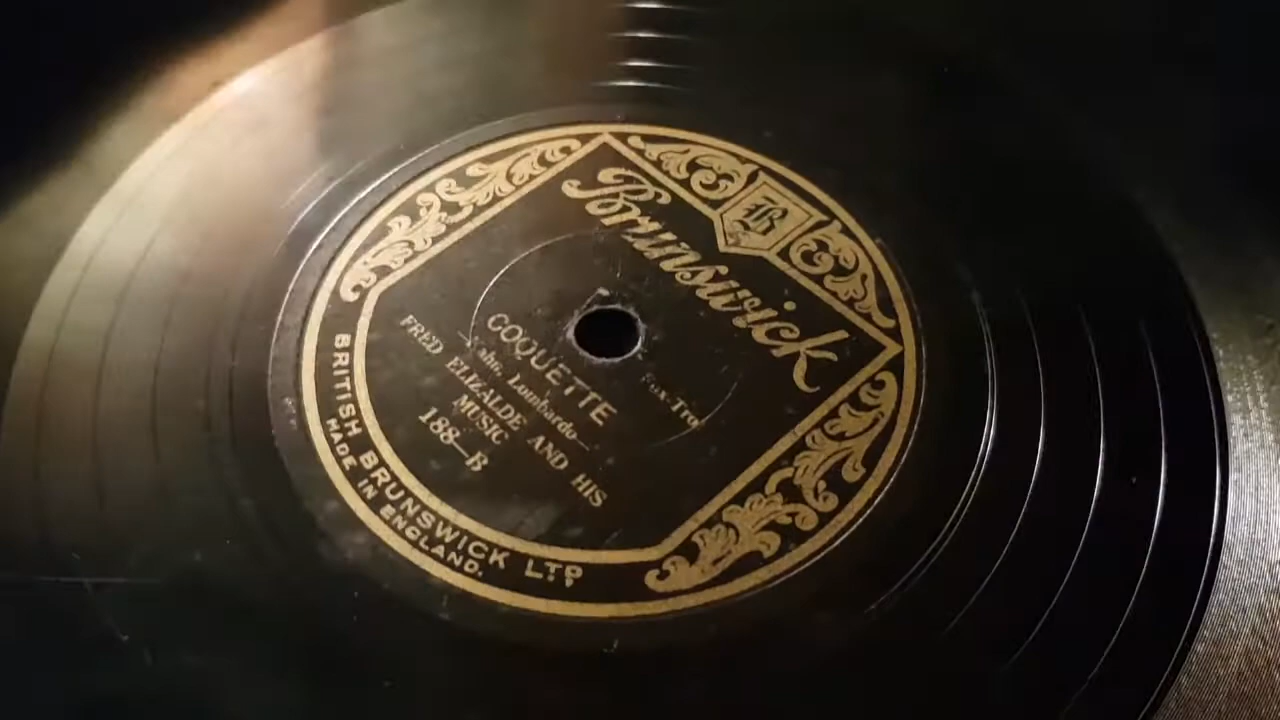 B
Brunswick
Fox-Trot
COQUETTE
Kahn, Lombardo—
FRED ELIZALDE AND HIS
MUSIC
188—B
BRITISH BRUNSWICK LTD
MADE IN ENGLAND.